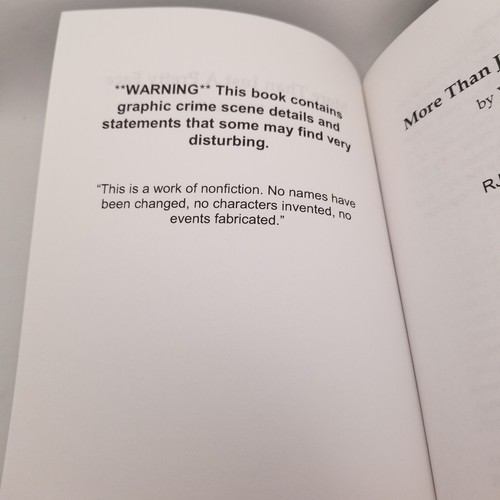 **WARNING** This book contains
graphic crime scene details and
statements that some may find very
disturbing.
“This is a work of nonfiction. No names have
been changed, no characters invented, no
events fabricated.”
More Than
by
RJ